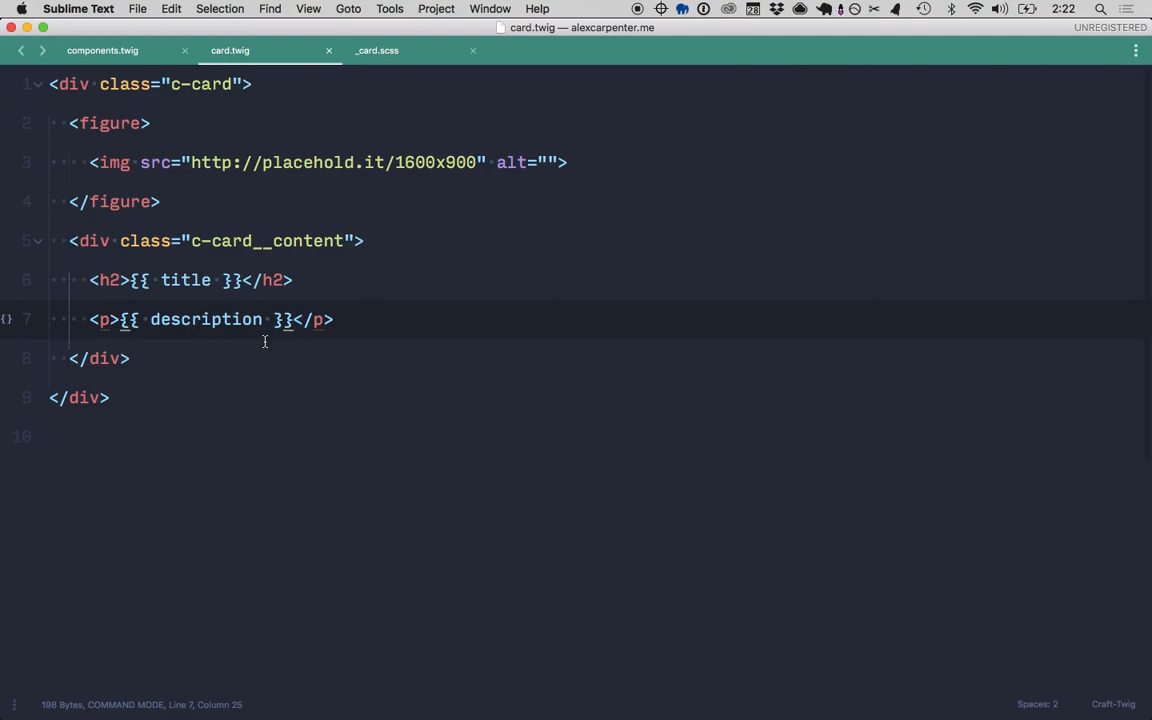 Sublime Text File Edit Selection Find View Goto Tools Project Window Help 28 2:22
card.twig — alexcarpenter.me UNREGISTERED
components.twig × card.twig × _card.scss ×
1 <div class="c-card">
2 <figure>
3 <img src="http://placehold.it/1600x900" alt="">
4 </figure>
5 <div class="c-card__content">
6 <h2>{{ title }}</h2>
{} 7 <p>{{ description }}</p>
8 </div>
9 </div>
10
198 Bytes, COMMAND MODE, Line 7, Column 25 Spaces: 2 Craft-Twig